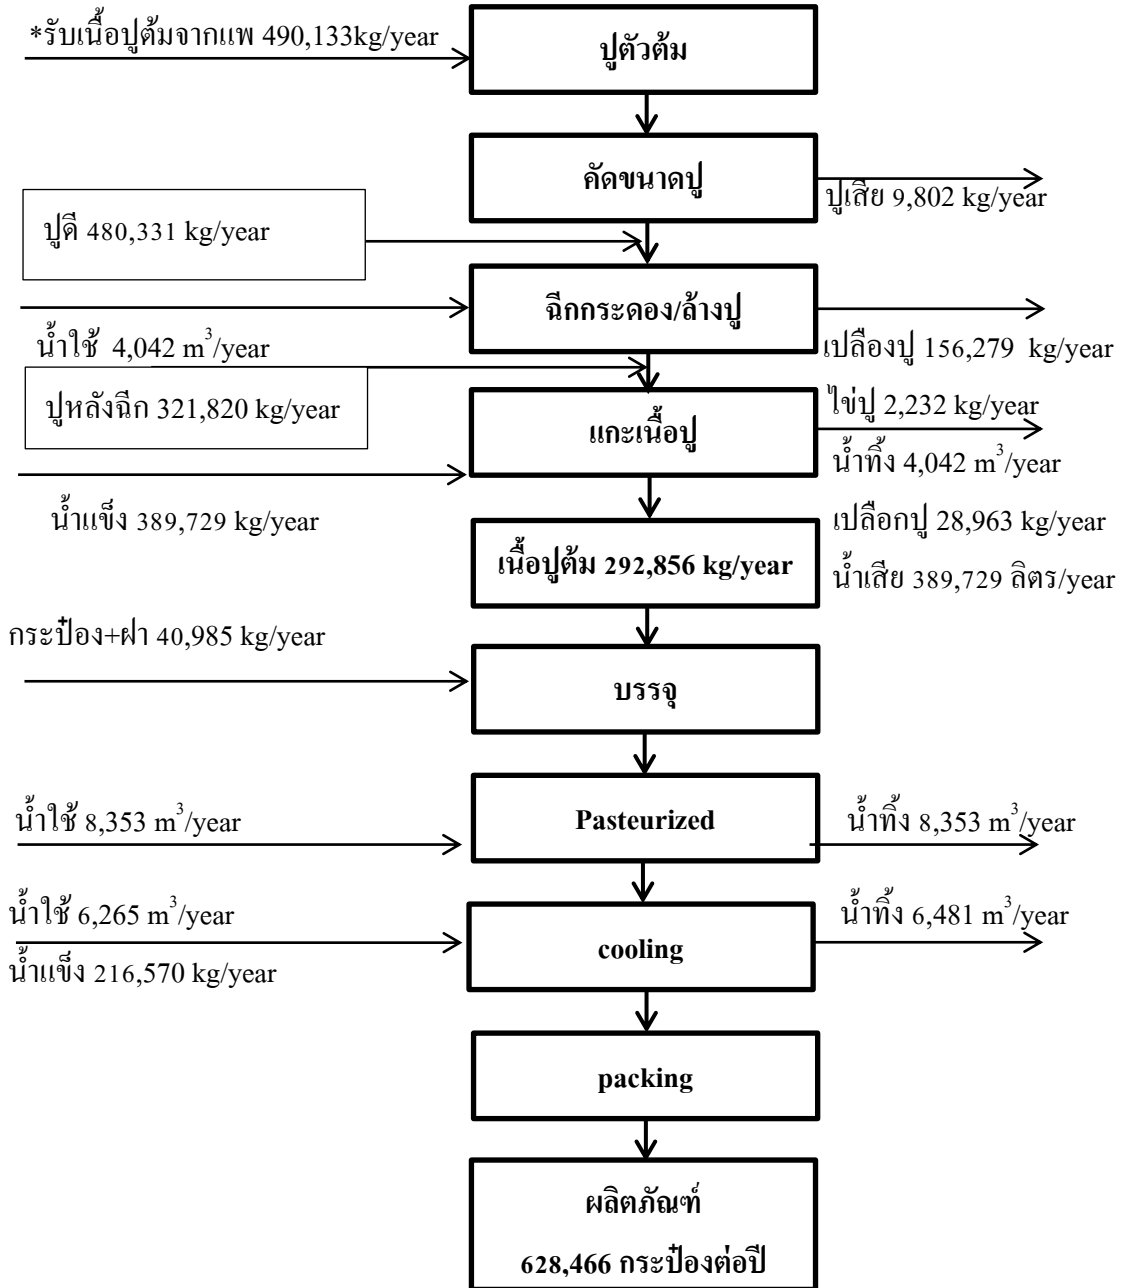 *รับเนื้อปูต้มจากแพ 490,133kg/year
ปูตัวต้ม
คัดขนาดปู
ปูเสีย 9,802 kg/year
ปูดี 480,331 kg/year
ฉีกกระดอง/ล้างปู
น้ำใช้ 4,042 m³/year
เปลืองปู 156,279 kg/year
ปูหลังฉีก 321,820 kg/year
ไข่ปู 2,232 kg/year
แกะเนื้อปู
น้ำทิ้ง 4,042 m³/year
น้ำแข็ง 389,729 kg/year
เปลือกปู 28,963 kg/year
เนื้อปูต้ม 292,856 kg/year
น้ำเสีย 389,729 ลิตร/year
กระป๋อง+ฝา 40,985 kg/year
บรรจุ
น้ำใช้ 8,353 m³/year
Pasteurized
น้ำทิ้ง 8,353 m³/year
น้ำใช้ 6,265 m³/year
น้ำทิ้ง 6,481 m³/year
cooling
น้ำแข็ง 216,570 kg/year
packing
ผลิตภัณฑ์
628,466 กระป๋องต่อปี